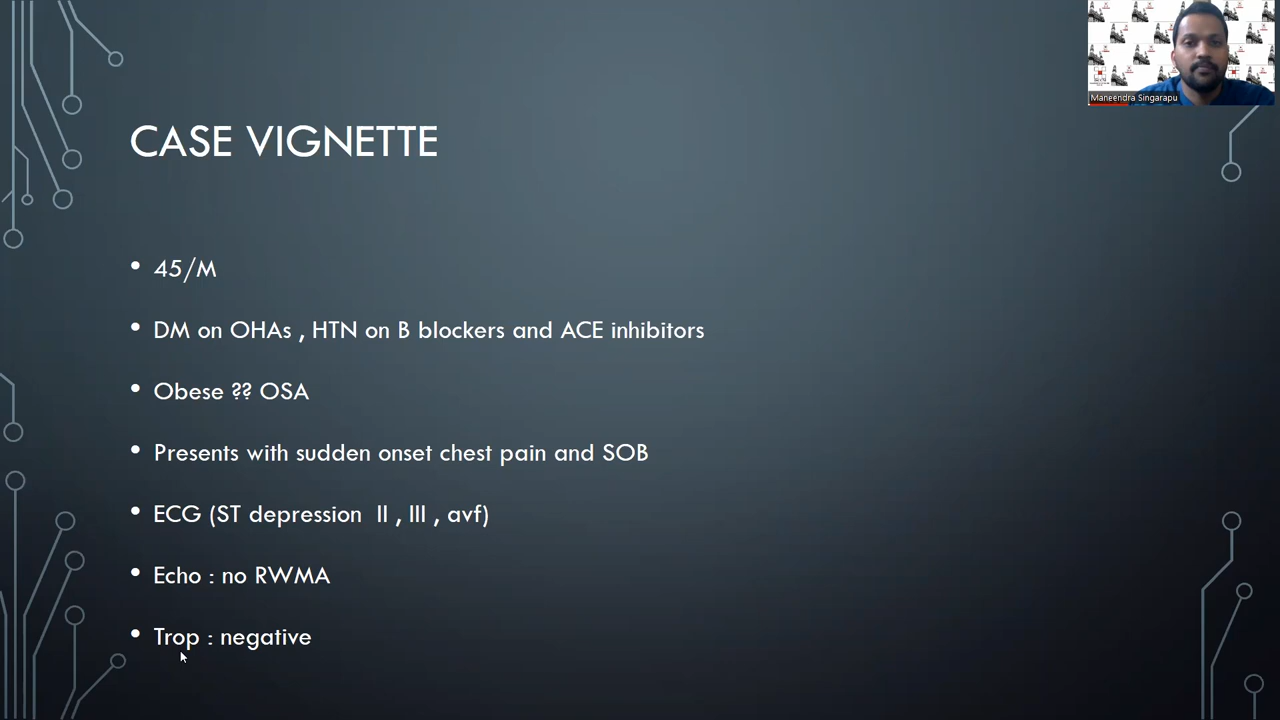 Maneendra Singarapu
CASE VIGNETTE
• 45/M
• DM on OHAs , HTN on B blockers and ACE inhibitors
• Obese ?? OSA
• Presents with sudden onset chest pain and SOB
• ECG (ST depression II , III , avf)
• Echo : no RWMA
• Trop : negative